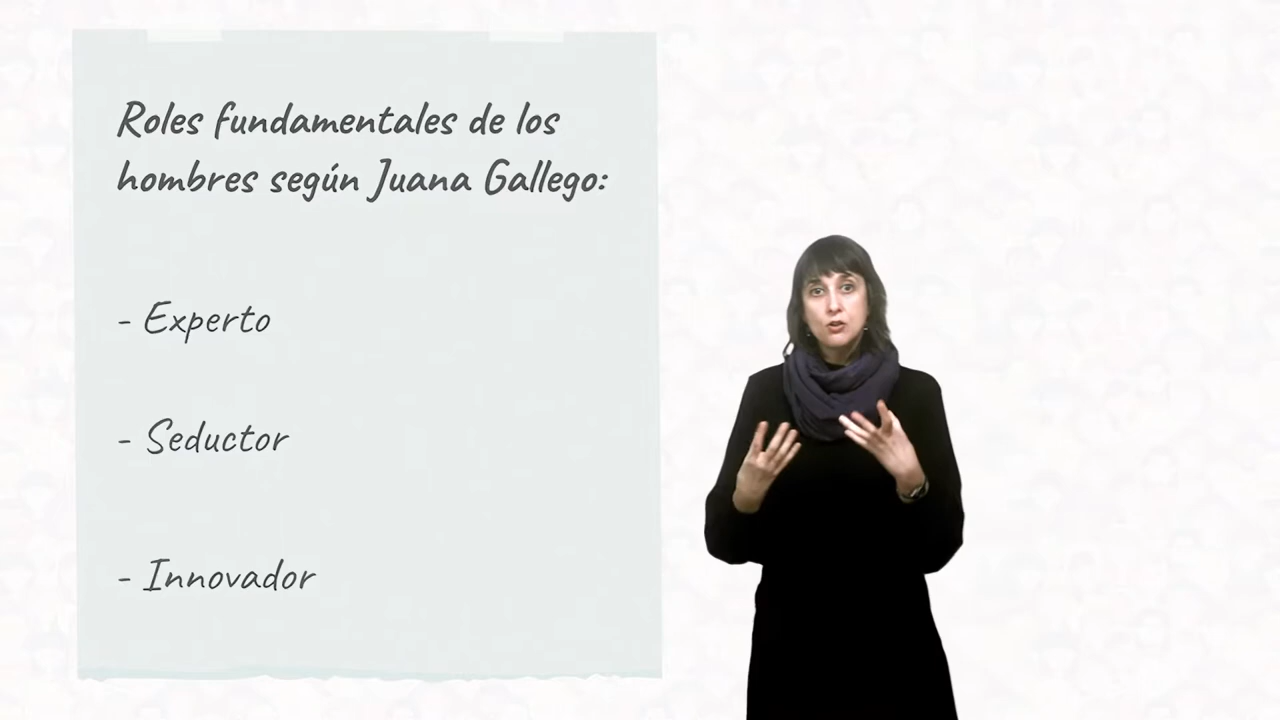 Roles fundamentales de los
hombres según Juana Gallego:
- Experto
- Seductor
- Innovador